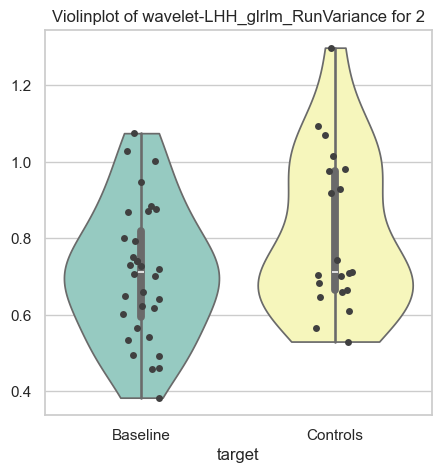 Violinplot of wavelet-LHH_glrlm_RunVariance for 2
1.2
1.0
0.8
0.6
0.4
Baseline Controls
target